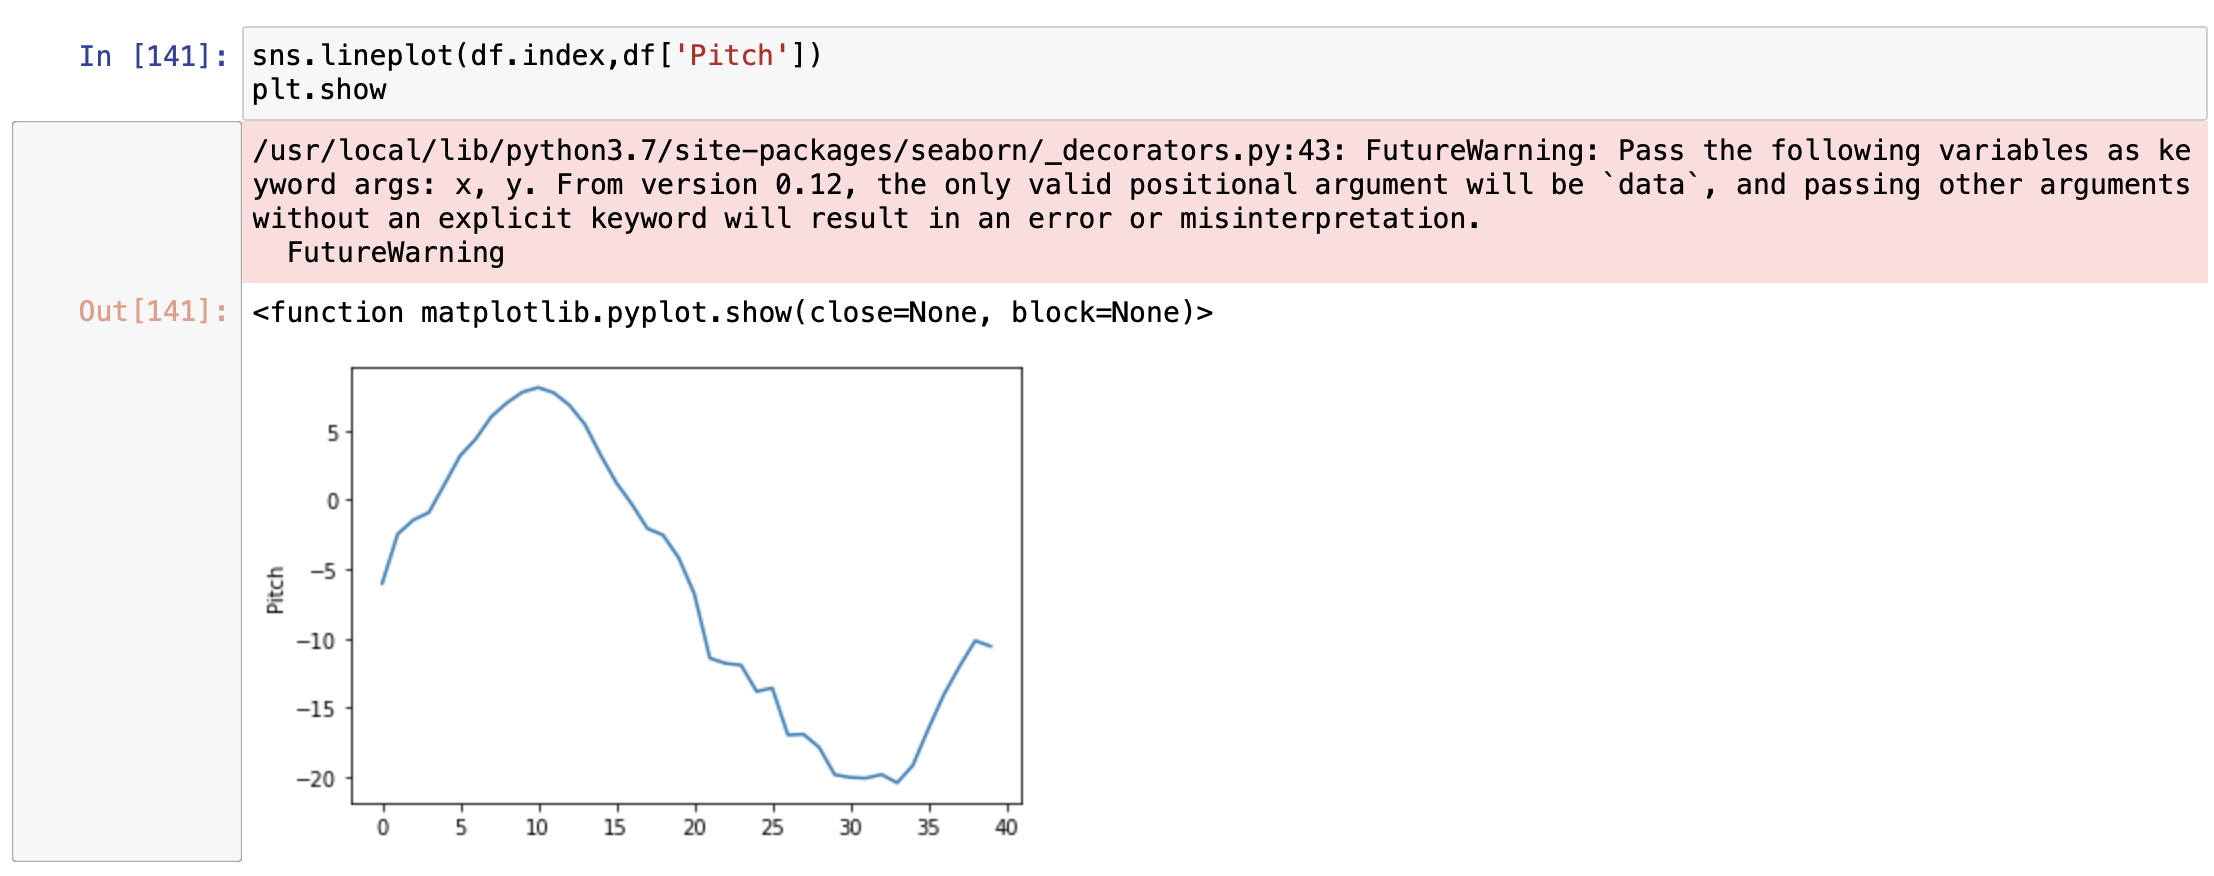 In [141]: sns.lineplot(df.index,df['Pitch'])
plt.show
/usr/local/lib/python3.7/site-packages/seaborn/_decorators.py:43: FutureWarning: Pass the following variables as ke
yword args: x, y. From version 0.12, the only valid positional argument will be `data`, and passing other arguments
without an explicit keyword will result in an error or misinterpretation.
  FutureWarning
Out[141]: <function matplotlib.pyplot.show(close=None, block=None)>
5
0
−5
−10
−15
−20
Pitch
0 5 10 15 20 25 30 35 40